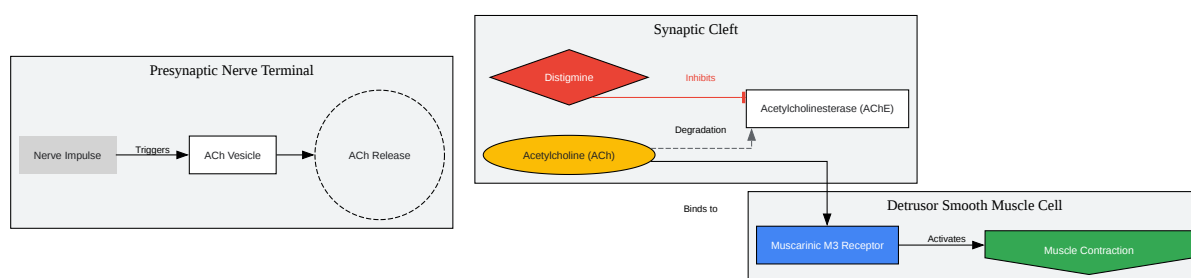 Presynaptic Nerve Terminal
Nerve Impulse
Triggers
ACh Vesicle
ACh Release
Synaptic Cleft
Distigmine
Inhibits
Acetylcholinesterase (AChE)
Degradation
Acetylcholine (ACh)
Binds to
Detrusor Smooth Muscle Cell
Muscarinic M3 Receptor
Activates
Muscle Contraction